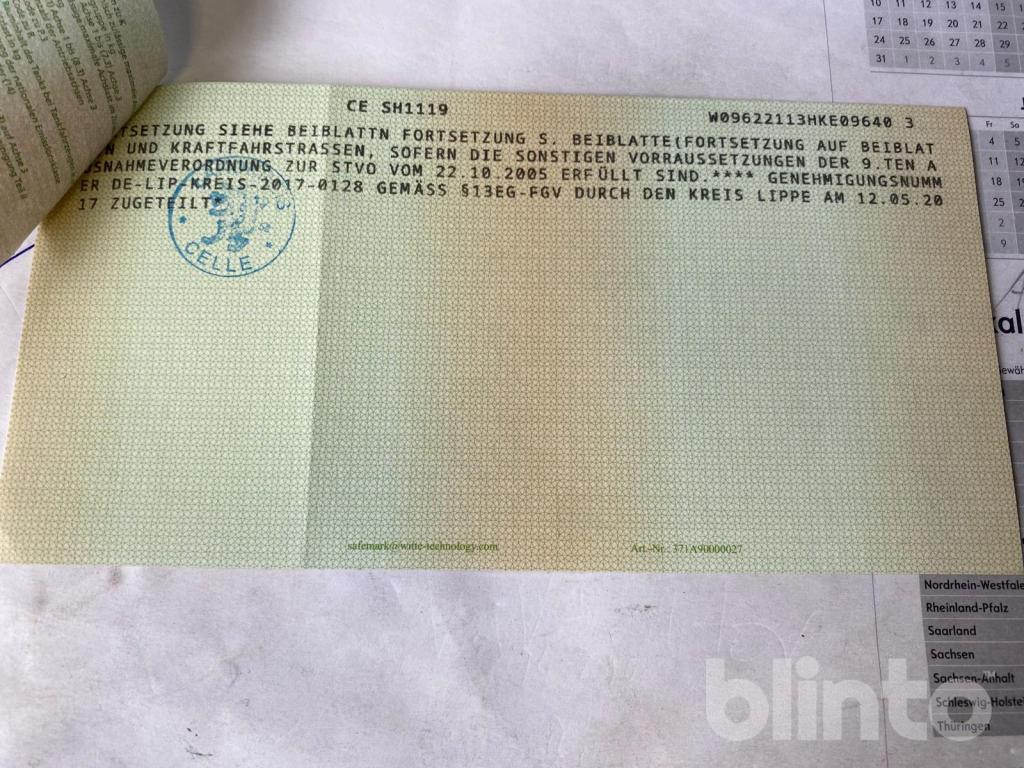 CE SH1119
W09622113HKE09640 3
TSETZUNG SIEHE BEIBLATTN FORTSETZUNG S. BEIBLATTE(FORTSETZUNG AUF BEIBLAT
N UND KRAFTFAHRSTRASSEN, SOFERN DIE SONSTIGEN VORRAUSSETZUNGEN DER 9.TEN A
USNAHMEVERORDNUNG ZUR STVO VOM 22.10.2005 ERFÜLLT SIND.**** GENEHMIGUNGSNUMM
ER DE-LIP-KREIS-2017-0128 GEMÄSS §13EG-FGV DURCH DEN KREIS LIPPE AM 12.05.20
17 ZUGETEILT*
CELLE
safemark@witte-technology.com
Art.-Nr.: 371A90000027
10 11 12 13 14 15
17 18 19 20 21 22
24 25 26 27 28 29
31 1 2 3 4 5
Fr Sa
4 5
11 12
18 19
25
2
9
Nordrhein-Westfale
Rheinland-Pfalz
Saarland
Sachsen
Sachsen-Anhalt
Schleswig-Holste
Thüringen
blinto